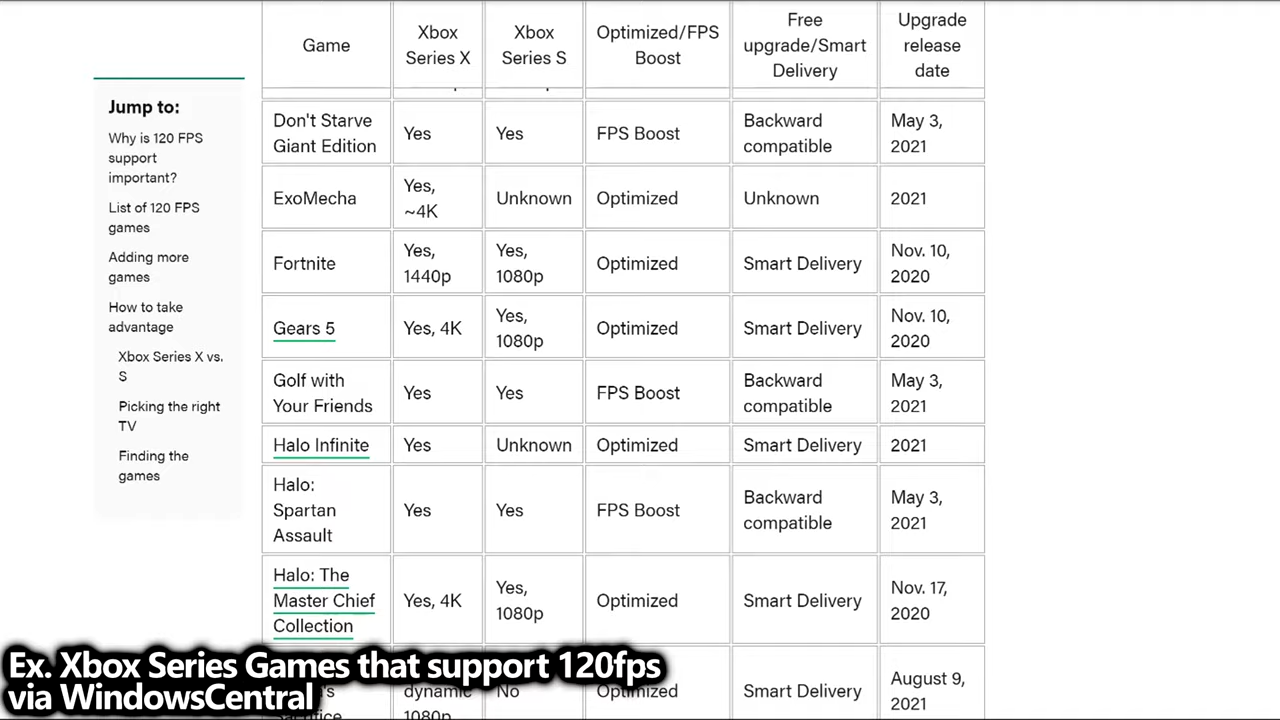 Game
Xbox
Series X
Xbox
Series S
Optimized/FPS
Boost
Free
upgrade/Smart
Delivery
Upgrade
release
date
Jump to:
Why is 120 FPS
support
important?
List of 120 FPS
games
Adding more
games
How to take
advantage
Xbox Series X vs.
S
Picking the right
TV
Finding the
games
Don't Starve
Giant Edition
Yes
Yes
FPS Boost
Backward
compatible
May 3,
2021
ExoMecha
Yes,
~4K
Unknown
Optimized
Unknown
2021
Fortnite
Yes,
1440p
Yes,
1080p
Optimized
Smart Delivery
Nov. 10,
2020
Gears 5
Yes, 4K
Yes,
1080p
Optimized
Smart Delivery
Nov. 10,
2020
Golf with
Your Friends
Yes
Yes
FPS Boost
Backward
compatible
May 3,
2021
Halo Infinite
Yes
Unknown
Optimized
Smart Delivery
2021
Halo:
Spartan
Assault
Yes
Yes
FPS Boost
Backward
compatible
May 3,
2021
Halo: The
Master Chief
Collection
Yes, 4K
Yes,
1080p
Optimized
Smart Delivery
Nov. 17,
2020
dynamic
1080p
No
Optimized
Smart Delivery
August 9,
2021
Ex. Xbox Series Games that support 120fps
via WindowsCentral